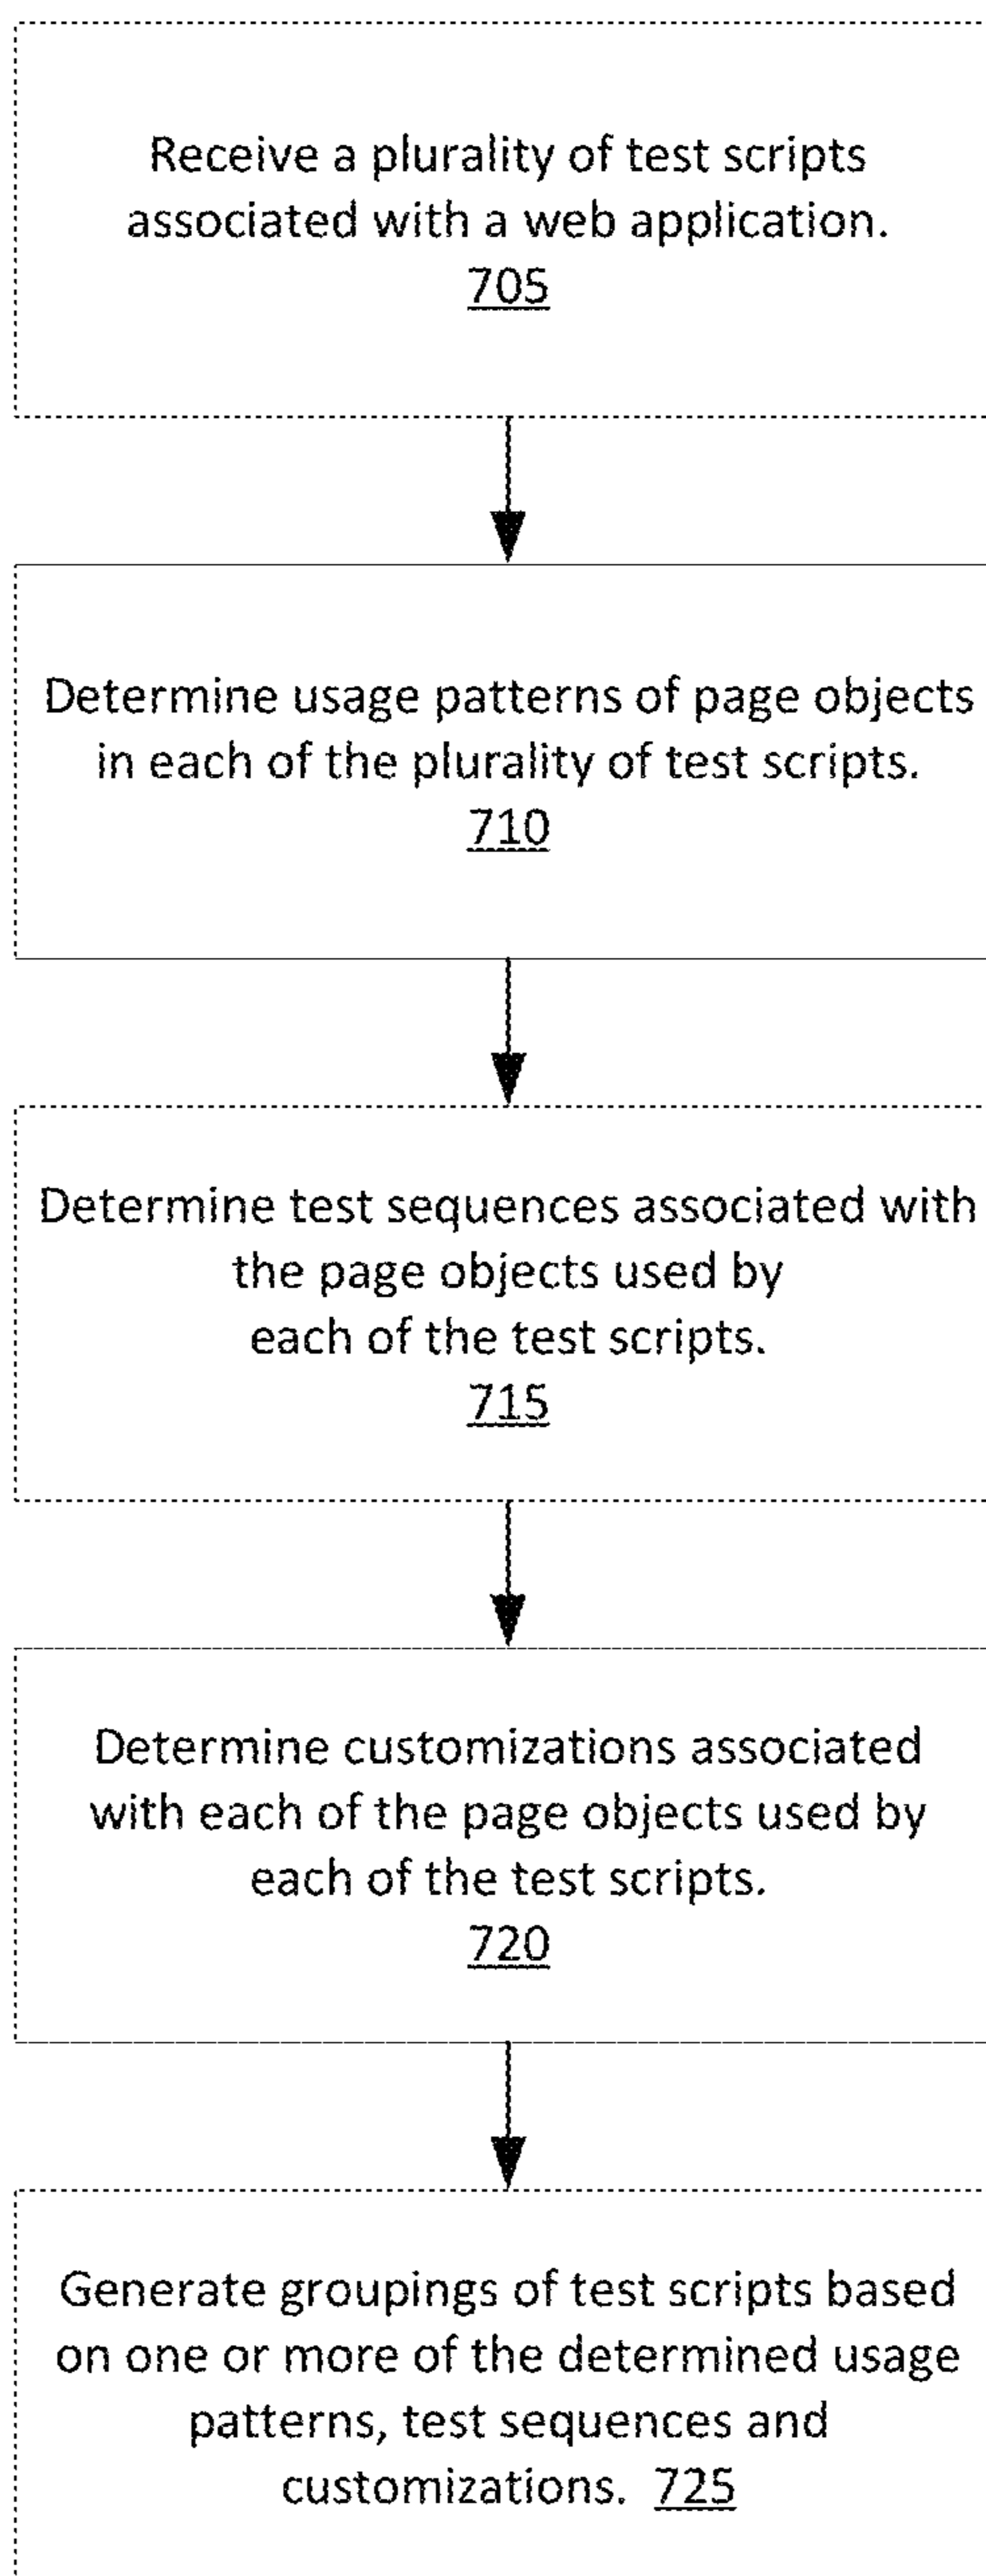 Receive a plurality of test scripts
associated with a web application.
705
Determine usage patterns of page objects
in each of the plurality of test scripts.
710
Determine test sequences associated with
the page objects used by
each of the test scripts.
715
Determine customizations associated
with each of the page objects used by
each of the test scripts.
720
Generate groupings of test scripts based
on one or more of the determined usage
patterns, test sequences and
customizations. 725